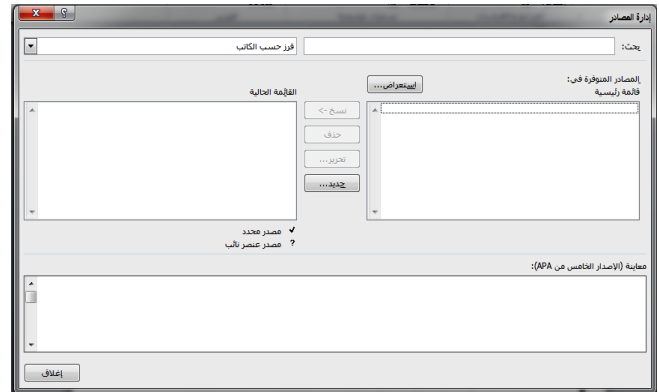 إدارة المصادر
بحث:
فرز حسب الكاتب
المصادر المتوفرة في:
قائمة رئيسية
استعراض...
القائمة الحالية
نسخ ->
حذف
تحرير...
جديد...
✓ مصدر محدد
? مصدر عنصر نائب
معاينة (الإصدار الخامس من APA):
إغلاق